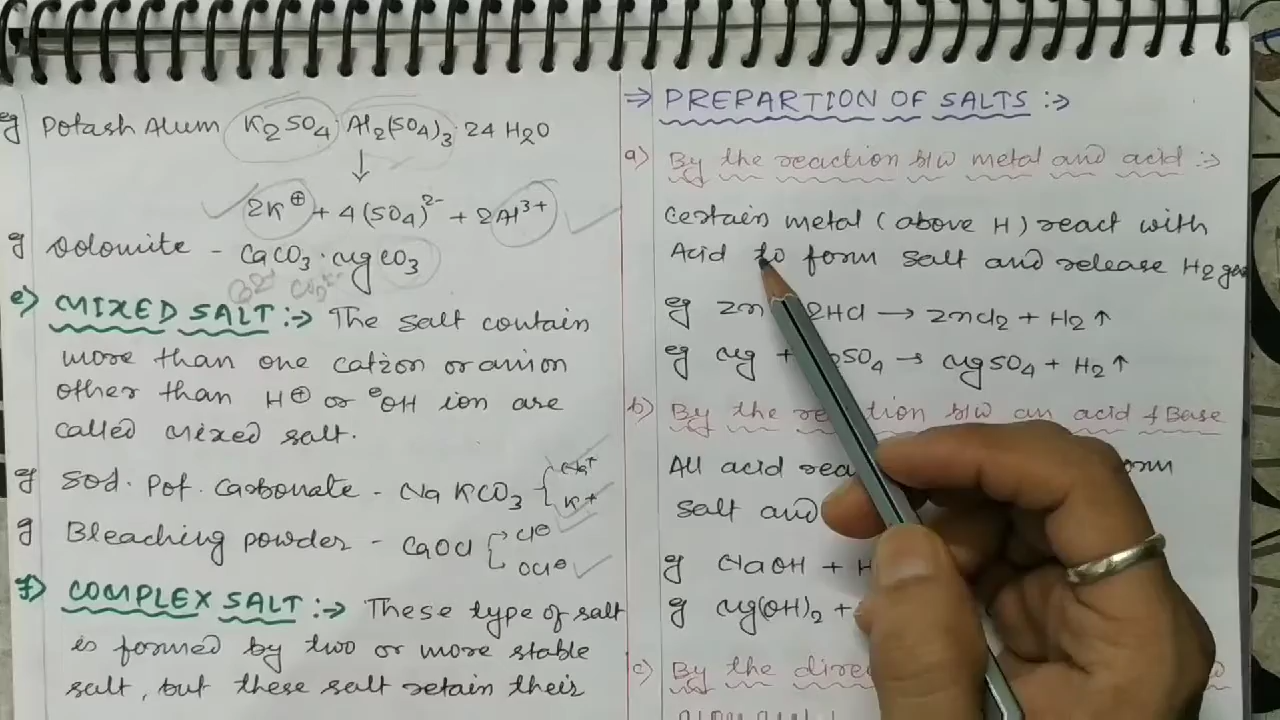 eg Potash Alum K2SO4·Al2(SO4)3·24H2O
↓
2K⊕ + 4(SO4)2- + 2Al3+
eg Dolomite - CaCO3·MgCO3
e) MIXED SALT :→ The salt contain
more than one cation or anion
other than H⊕ or ⊖OH ion are
called mixed salt.
eg Sod. Pot. Carbonate - NaKCO3 { Na+
K+
eg Bleaching powder - CaOCl { Cl⊖
OCl⊖
f) COMPLEX SALT :→ These type of salt
is formed by two or more stable
salt, but these salt retain their
⇒ PREPARTION OF SALTS :→
a) By the reaction b/w metal and acid :→
Certain metal (above H) react with
Acid to form salt and release H2 gas
eg Zn 2HCl → ZnCl2 + H2↑
eg Mg + SO4 → MgSO4 + H2↑
b) By the reaction b/w an acid & Base
All acid
salt and
eg NaOH + H
eg Mg(OH)2 +
c) By the